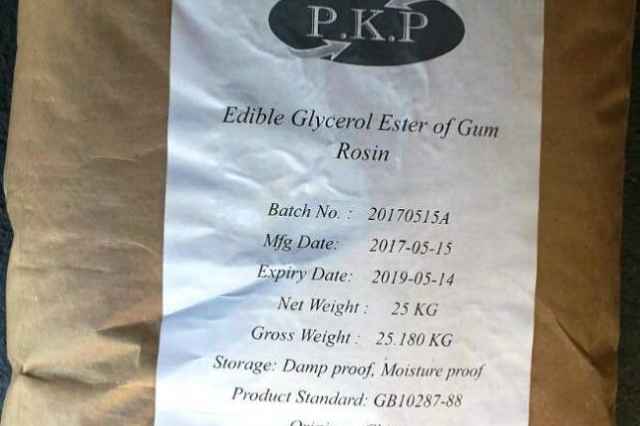 P.K.P
Edible Glycerol Ester of Gum
Rosin
Batch No. : 20170515A
Mfg Date: 2017-05-15
Expiry Date: 2019-05-14
Net Weight : 25 KG
Gross Weight : 25.180 KG
Storage: Damp proof, Moisture proof
Product Standard: GB10287-88